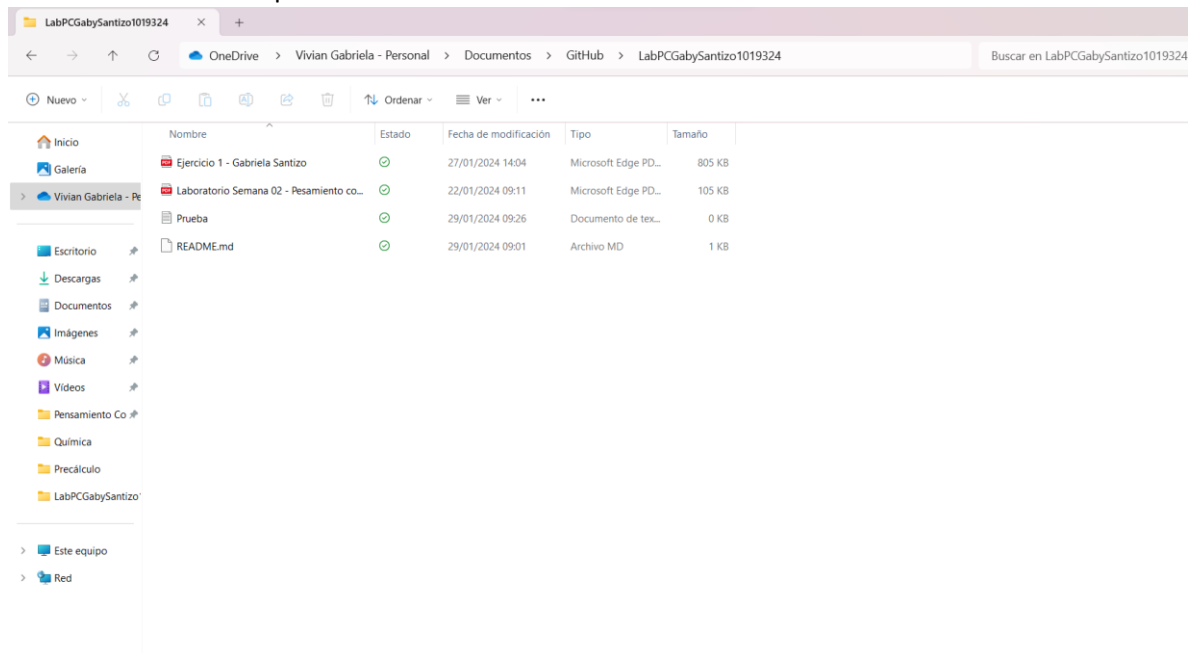 LabPCGabySantizo1019324
OneDrive > Vivian Gabriela - Personal > Documentos > GitHub > LabPCGabySantizo1019324
Buscar en LabPCGabySantizo1019324
Nuevo
Ordenar
Ver
Inicio
Galería
Vivian Gabriela - Pe
Escritorio
Descargas
Documentos
Imágenes
Música
Vídeos
Pensamiento Co
Química
Precálculo
LabPCGabySantizo1
Este equipo
Red
Nombre Estado Fecha de modificación Tipo Tamaño
PDF Ejercicio 1 - Gabriela Santizo 27/01/2024 14:04 Microsoft Edge PD... 805 KB
PDF Laboratorio Semana 02 - Pesamiento co... 22/01/2024 09:11 Microsoft Edge PD... 105 KB
Prueba 29/01/2024 09:26 Documento de tex... 0 KB
README.md 29/01/2024 09:01 Archivo MD 1 KB